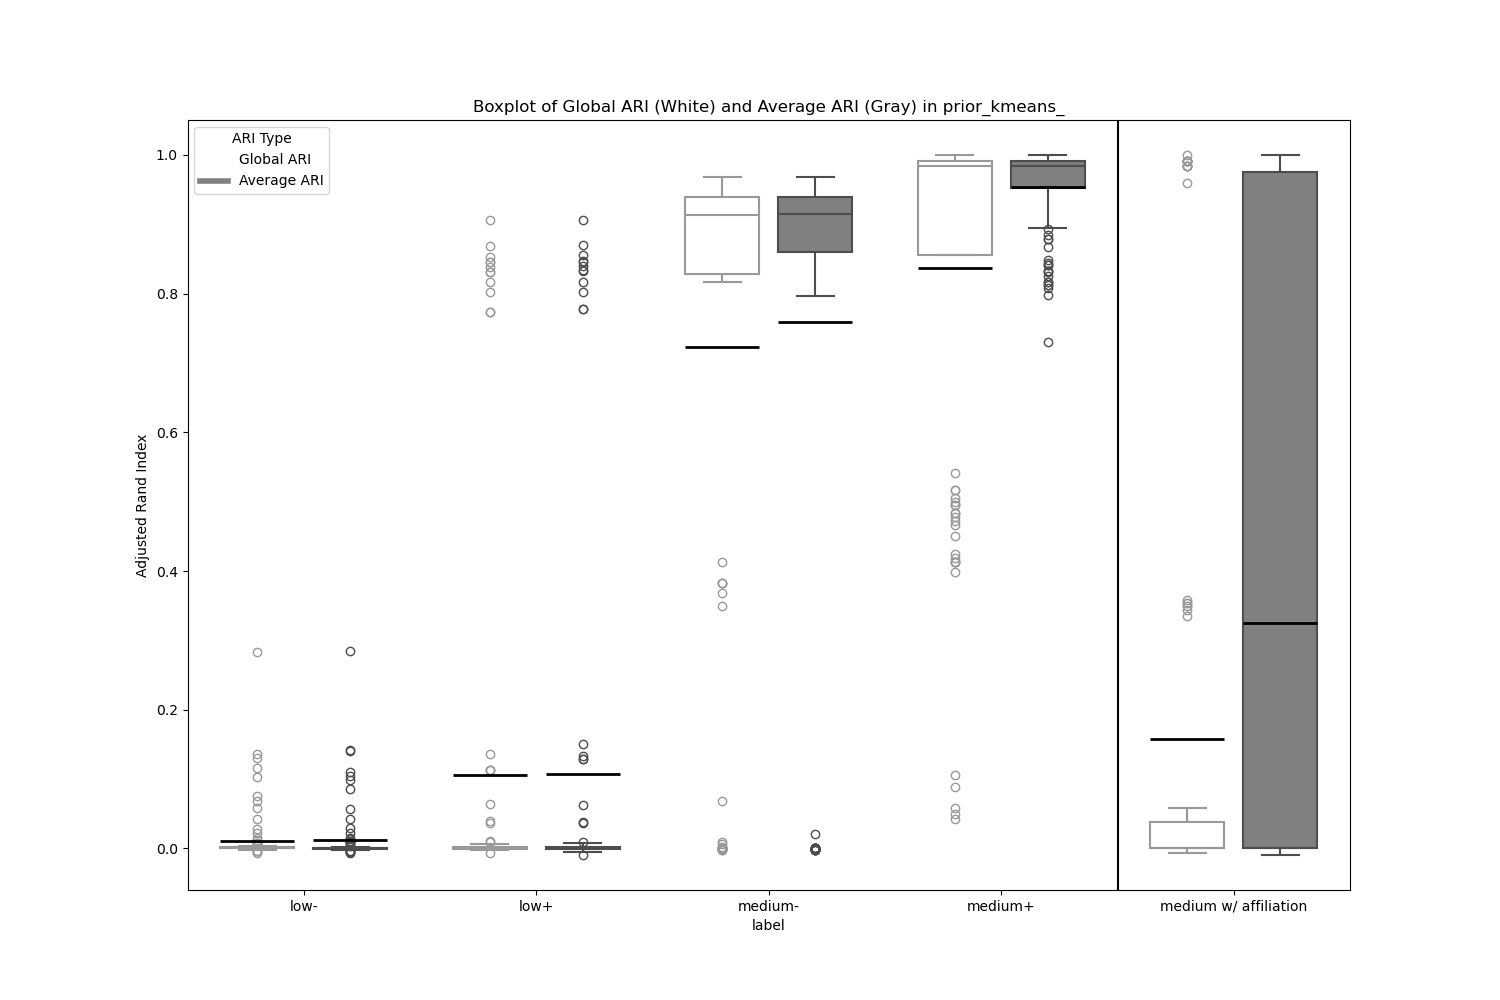 Boxplot of Global ARI (White) and Average ARI (Gray) in prior_kmeans_
ARI Type
Global ARI
Average ARI
1.0
0.8
0.6
0.4
0.2
0.0
Adjusted Rand Index
low-
low+
medium-
medium+
medium w/ affiliation
label